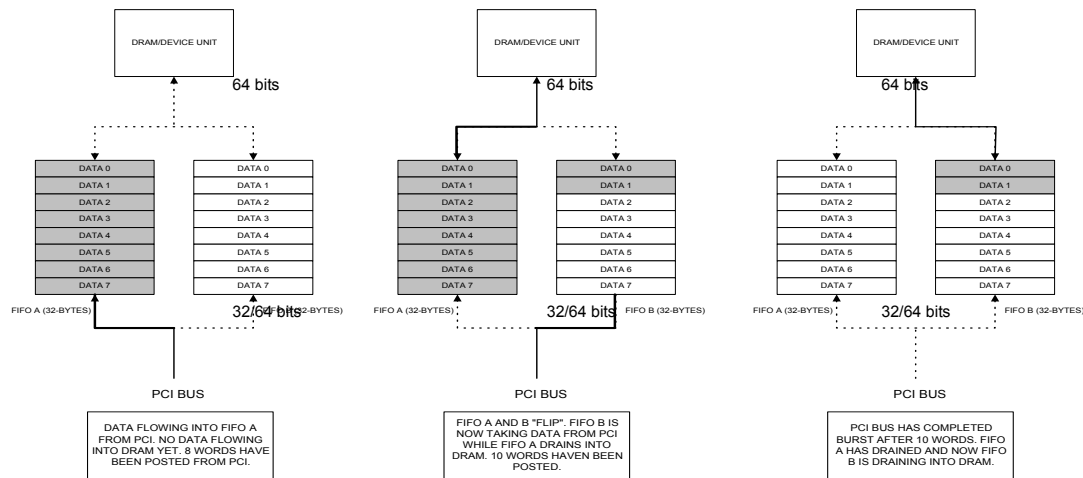 DRAM/DEVICE UNIT
64 bits
DATA 0
DATA 1
DATA 2
DATA 3
DATA 4
DATA 5
DATA 6
DATA 7
DATA 0
DATA 1
DATA 2
DATA 3
DATA 4
DATA 5
DATA 6
DATA 7
FIFO A (32-BYTES)
32/64 bits
FIFO B (32-BYTES)
PCI BUS
DATA FLOWING INTO FIFO A
FROM PCI. NO DATA FLOWING
INTO DRAM YET. 8 WORDS HAVE
BEEN POSTED FROM PCI.
DRAM/DEVICE UNIT
64 bits
DATA 0
DATA 1
DATA 2
DATA 3
DATA 4
DATA 5
DATA 6
DATA 7
DATA 0
DATA 1
DATA 2
DATA 3
DATA 4
DATA 5
DATA 6
DATA 7
FIFO A (32-BYTES)
32/64 bits
FIFO B (32-BYTES)
PCI BUS
FIFO A AND B "FLIP". FIFO B IS
NOW TAKING DATA FROM PCI
WHILE FIFO A DRAINS INTO
DRAM. 10 WORDS HAVEN BEEN
POSTED.
DRAM/DEVICE UNIT
64 bits
DATA 0
DATA 1
DATA 2
DATA 3
DATA 4
DATA 5
DATA 6
DATA 7
DATA 0
DATA 1
DATA 2
DATA 3
DATA 4
DATA 5
DATA 6
DATA 7
FIFO A (32-BYTES)
32/64 bits
FIFO B (32-BYTES)
PCI BUS
PCI BUS HAS COMPLETED
BURST AFTER 10 WORDS. FIFO
A HAS DRAINED AND NOW FIFO
B IS DRAINING INTO DRAM.